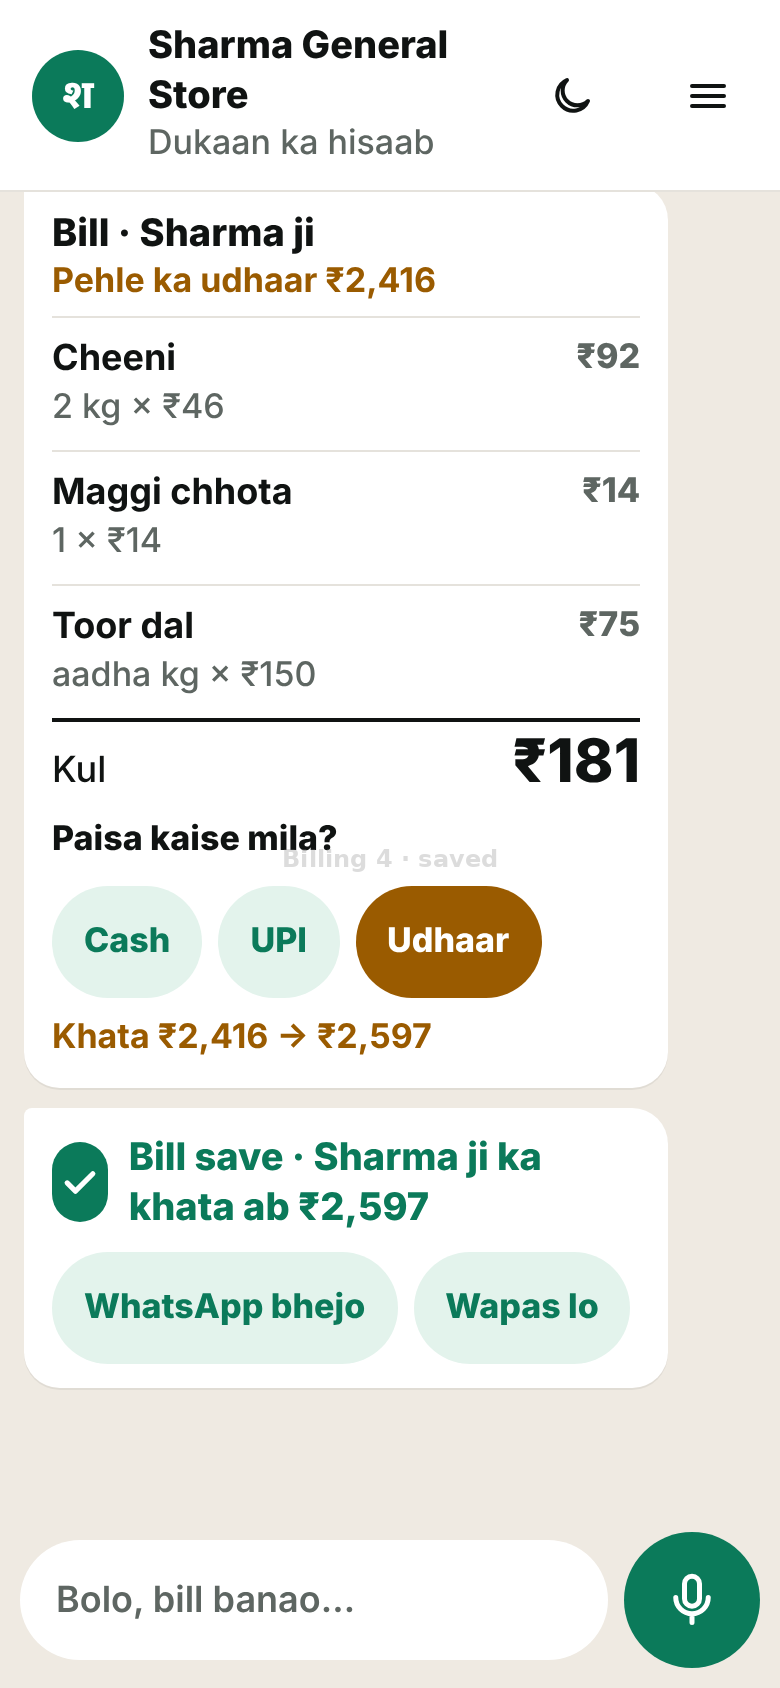 श
Sharma General
Store
Dukaan ka hisaab
Bill · Sharma ji
Pehle ka udhaar ₹2,416
Cheeni ₹92
2 kg × ₹46
Maggi chhota ₹14
1 × ₹14
Toor dal ₹75
aadha kg × ₹150
Kul ₹181
Paisa kaise mila?
Billing 4 · saved
Cash UPI Udhaar
Khata ₹2,416 → ₹2,597
Bill save · Sharma ji ka
khata ab ₹2,597
WhatsApp bhejo Wapas lo
Bolo, bill banao...